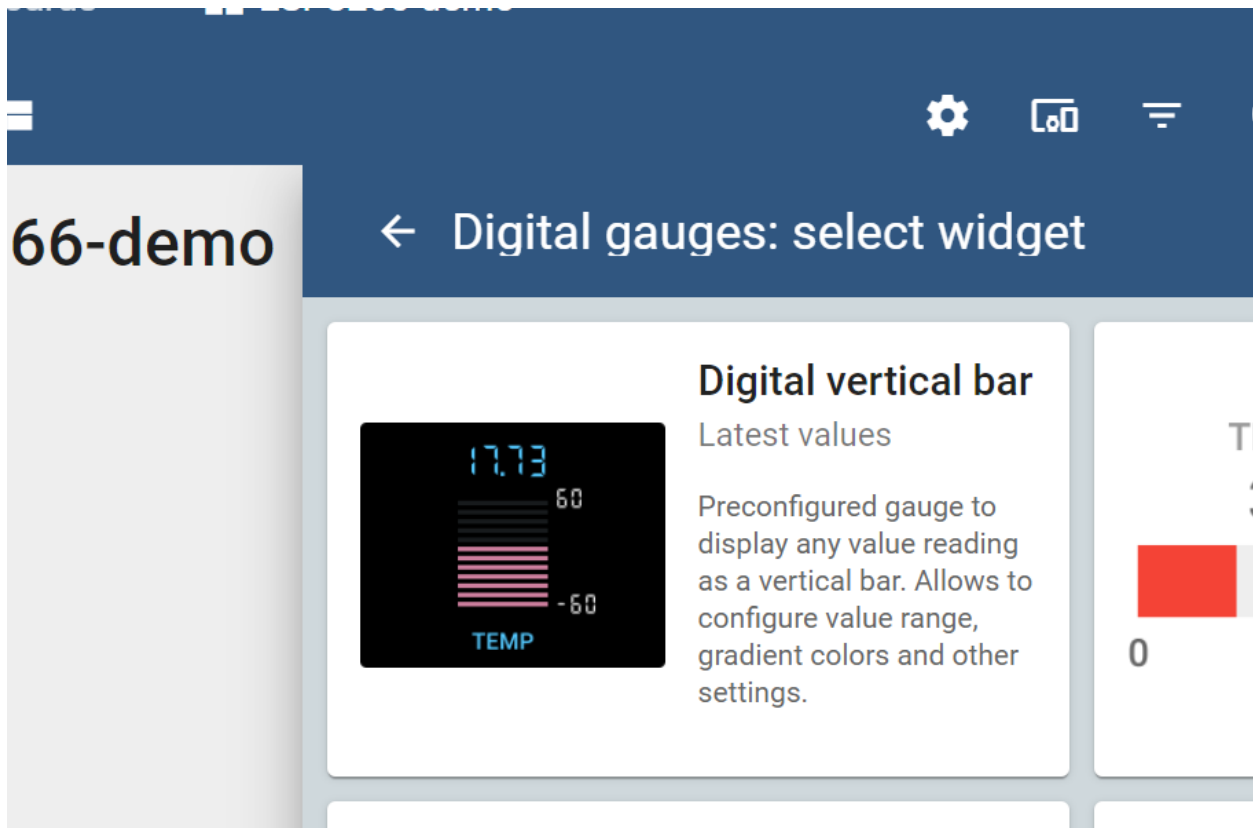 66-demo
Digital gauges: select widget
Digital vertical bar
Latest values
Preconfigured gauge to
display any value reading
as a vertical bar. Allows to
configure value range,
gradient colors and other
settings.
17.73
60
-60
TEMP
0